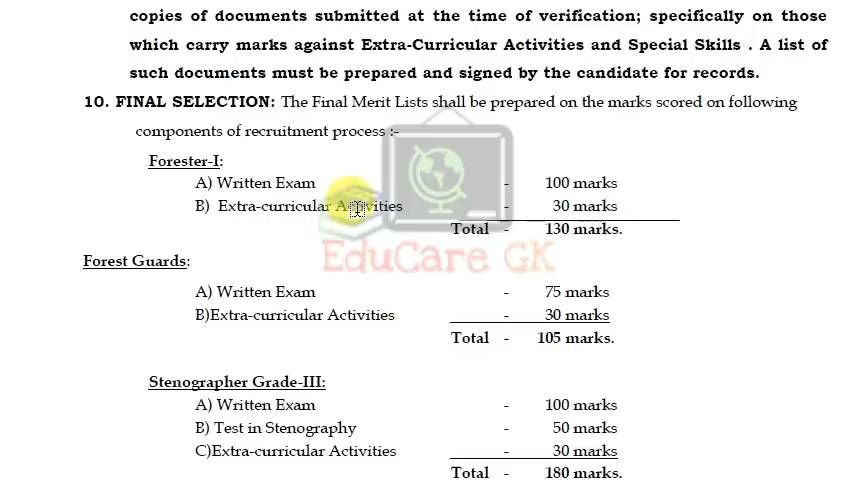 copies of documents submitted at the time of verification; specifically on those
which carry marks against Extra-Curricular Activities and Special Skills . A list of
such documents must be prepared and signed by the candidate for records.
10. FINAL SELECTION: The Final Merit Lists shall be prepared on the marks scored on following
components of recruitment process :-
Forester-I:
A) Written Exam - 100 marks
B) Extra-curricular Activities - 30 marks
Total - 130 marks.
EduCare GK
Forest Guards:
A) Written Exam - 75 marks
B)Extra-curricular Activities - 30 marks
Total - 105 marks.
Stenographer Grade-III:
A) Written Exam - 100 marks
B) Test in Stenography - 50 marks
C)Extra-curricular Activities - 30 marks
Total - 180 marks.